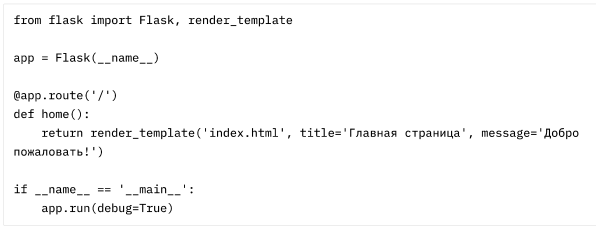 from flask import Flask, render_template

app = Flask(__name__)

@app.route('/')
def home():
    return render_template('index.html', title='Главная страница', message='Добро
пожаловать!')

if __name__ == '__main__':
    app.run(debug=True)